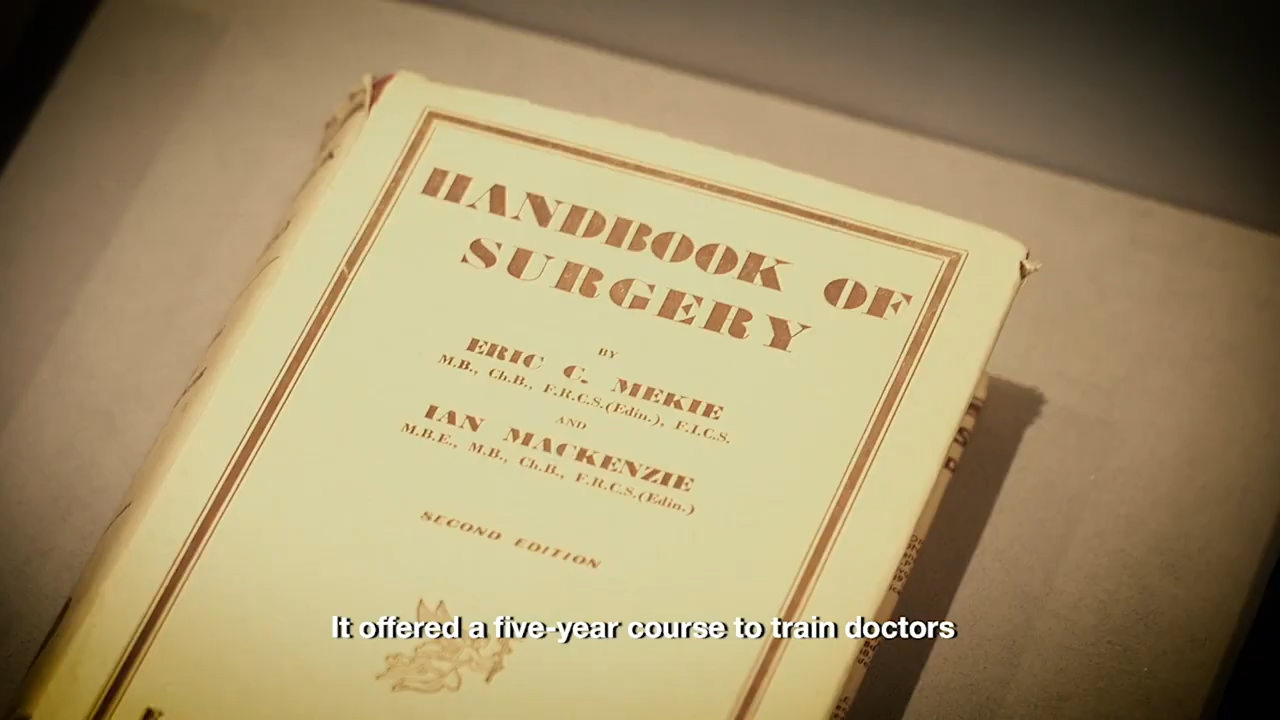 HANDBOOK OF
SURGERY
BY
ERIC C. MEKIE
M.B., Ch.B., F.R.C.S.(Edin.), F.I.C.S.
AND
IAN MACKENZIE
M.B.E., M.B., Ch.B., F.R.C.S.(Edin.)
SECOND EDITION
It offered a five-year course to train doctors